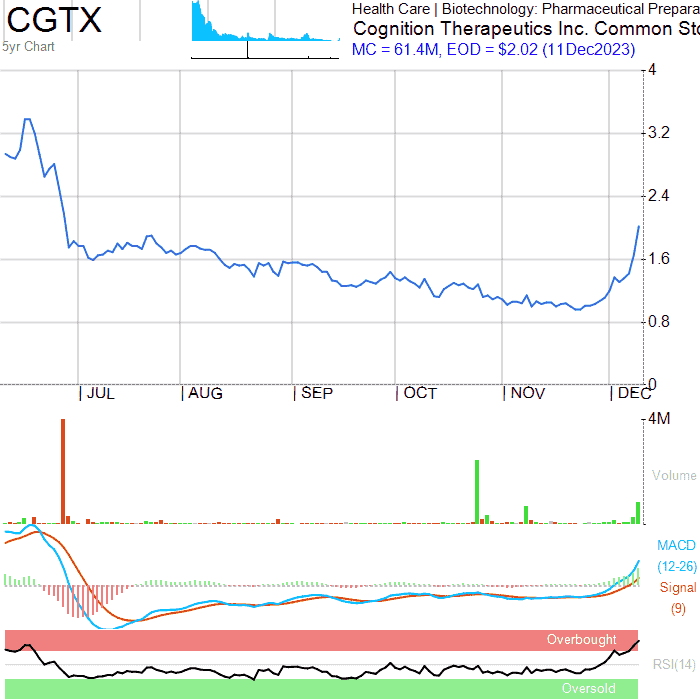 CGTX
5yr Chart
Health Care | Biotechnology: Pharmaceutical Prepara
Cognition Therapeutics Inc. Common Sto
MC = 61.4M, EOD = $2.02 (11Dec2023)
4
3.2
2.4
1.6
0.8
0
| JUL | AUG | SEP | OCT | NOV | DEC
4M
Volume
MACD
(12-26)
Signal
(9)
Overbought
RSI(14)
Oversold